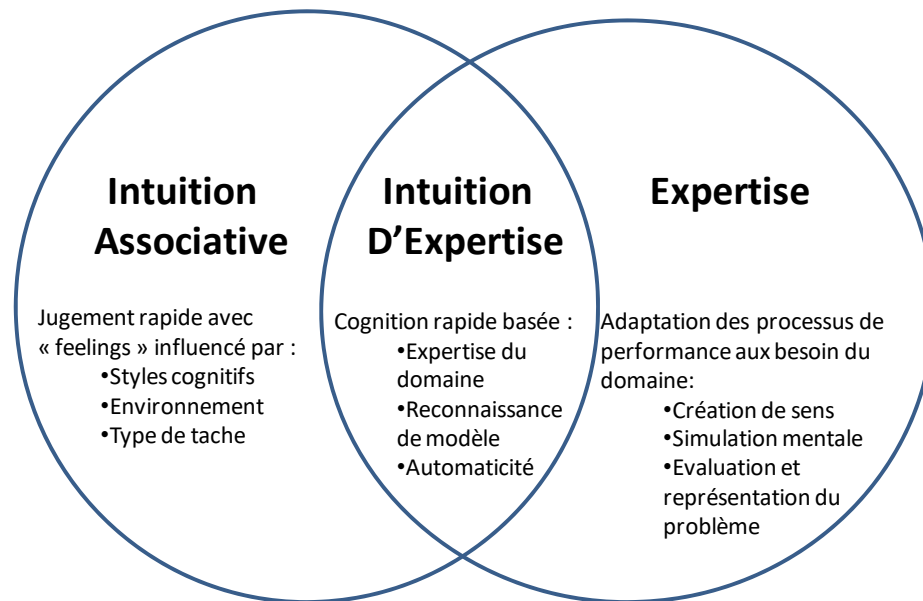 Intuition
Associative
Jugement rapide avec
« feelings » influencé par :
•Styles cognitifs
•Environnement
•Type de tache
Intuition
D’Expertise
Cognition rapide basée :
•Expertise du
domaine
•Reconnaissance
de modèle
•Automaticité
Expertise
Adaptation des processus de
performance aux besoin du
domaine:
•Création de sens
•Simulation mentale
•Evaluation et
représentation du
problème